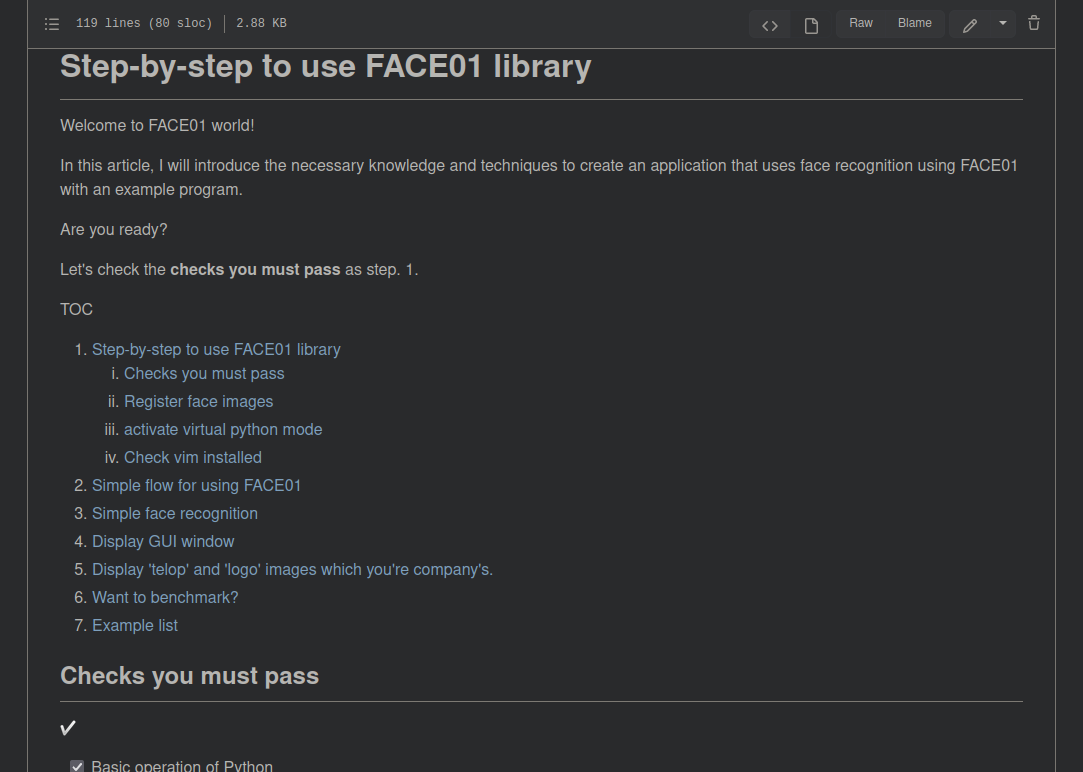 119 lines (80 sloc) 2.88 KB
Raw Blame
Step-by-step to use FACE01 library
Welcome to FACE01 world!
In this article, I will introduce the necessary knowledge and techniques to create an application that uses face recognition using FACE01
with an example program.
Are you ready?
Let's check the checks you must pass as step. 1.
TOC
1. Step-by-step to use FACE01 library
i. Checks you must pass
ii. Register face images
iii. activate virtual python mode
iv. Check vim installed
2. Simple flow for using FACE01
3. Simple face recognition
4. Display GUI window
5. Display 'telop' and 'logo' images which you're company's.
6. Want to benchmark?
7. Example list
Checks you must pass
✔
Basic operation of Python